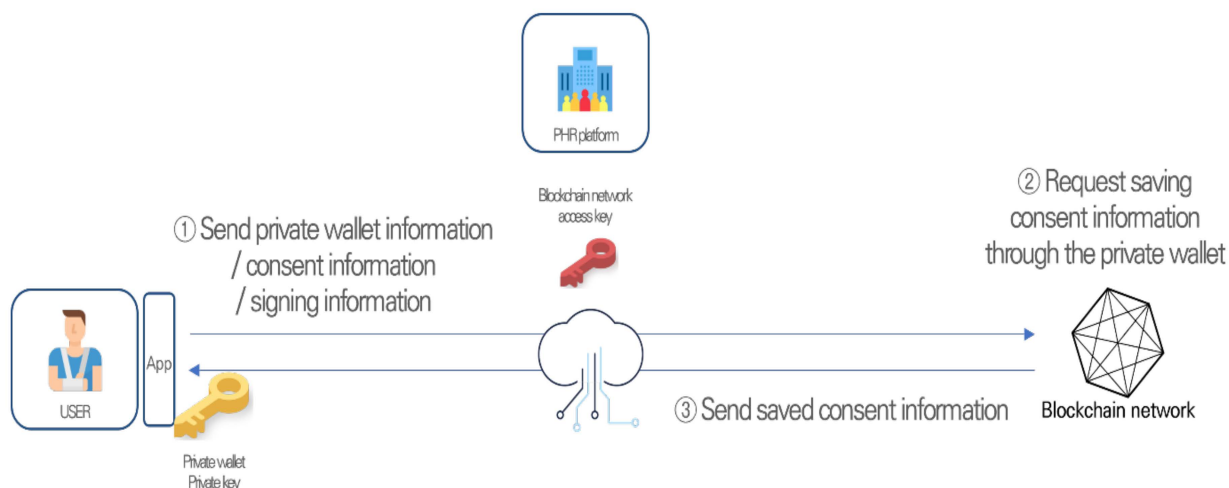 PHR platform
Blockchain network
access key
① Send private wallet information
/ consent information
/ signing information
② Request saving
consent information
through the private wallet
App
USER
③ Send saved consent information
Blockchain network
Private wallet
Private key